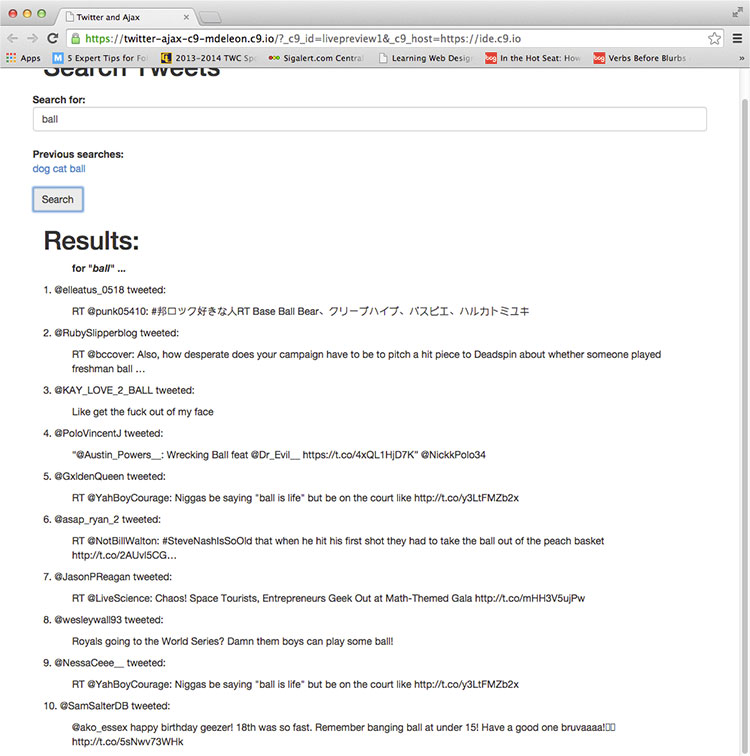 Twitter and Ajax
https://twitter-ajax-c9-mdeleon.c9.io/?_c9_id=livepreview1&_c9_host=https://ide.c9.io
Apps 5 Expert Tips for Fol 2013-2014 TWC Spo Sigalert.com Central Learning Web Design In the Hot Seat: How Verbs Before Blurbs »
Search Tweets
Search for:
ball
Previous searches:
dog cat ball
Search
Results:
for "ball" ...
1. @elleatus_0518 tweeted:
RT @punk05410: #邦ロック好きな人RT Base Ball Bear、クリープハイプ、パスピエ、ハルカトミユキ
2. @RubySlipperblog tweeted:
RT @bccover: Also, how desperate does your campaign have to be to pitch a hit piece to Deadspin about whether someone played
freshman ball …
3. @KAY_LOVE_2_BALL tweeted:
Like get the fuck out of my face
4. @PoloVincentJ tweeted:
"@Austin_Powers__: Wrecking Ball feat @Dr_Evil__ https://t.co/4xQL1HjD7K" @NickkPolo34
5. @GxldenQueen tweeted:
RT @YahBoyCourage: Niggas be saying "ball is life" but be on the court like http://t.co/y3LtFMZb2x
6. @asap_ryan_2 tweeted:
RT @NotBillWalton: #SteveNashIsSoOld that when he hit his first shot they had to take the ball out of the peach basket
http://t.co/2AUvl5CG…
7. @JasonPReagan tweeted:
RT @LiveScience: Chaos! Space Tourists, Entrepreneurs Geek Out at Math-Themed Gala http://t.co/mHH3V5ujPw
8. @wesleywall93 tweeted:
Royals going to the World Series? Damn them boys can play some ball!
9. @NessaCeee__ tweeted:
RT @YahBoyCourage: Niggas be saying "ball is life" but be on the court like http://t.co/y3LtFMZb2x
10. @SamSalterDB tweeted:
@ako_essex happy birthday geezer! 18th was so fast. Remember banging ball at under 15! Have a good one bruvaaaa!
http://t.co/5sNwv73WHk